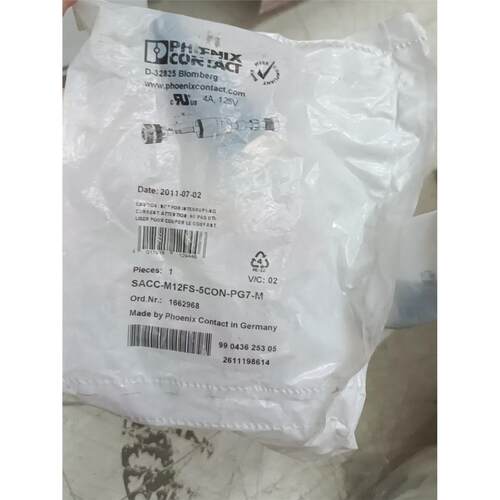 PHŒNIX
CONTACT
D-32825 Blomberg
www.phoenixcontact.com
4A, 125V
Date: 2011-07-02
Pieces: 1
V/C: 02
SACC-M12FS-5CON-PG7-M
Ord.Nr.: 1662968
Made by Phoenix Contact in Germany
99 0436 253 05
2611198614